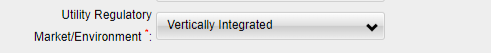 Utility Regulatory
Market/Environment *:
Vertically Integrated